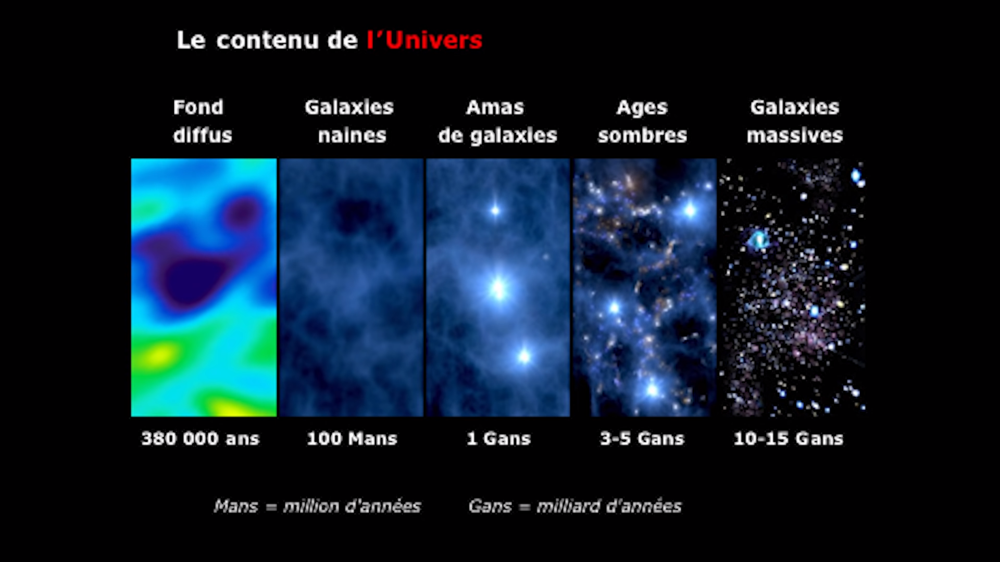 Le contenu de l’Univers
Fond diffus
Galaxies naines
Amas de galaxies
Ages sombres
Galaxies massives
380 000 ans
100 Mans
1 Gans
3-5 Gans
10-15 Gans
Mans = million d'années
Gans = milliard d'années